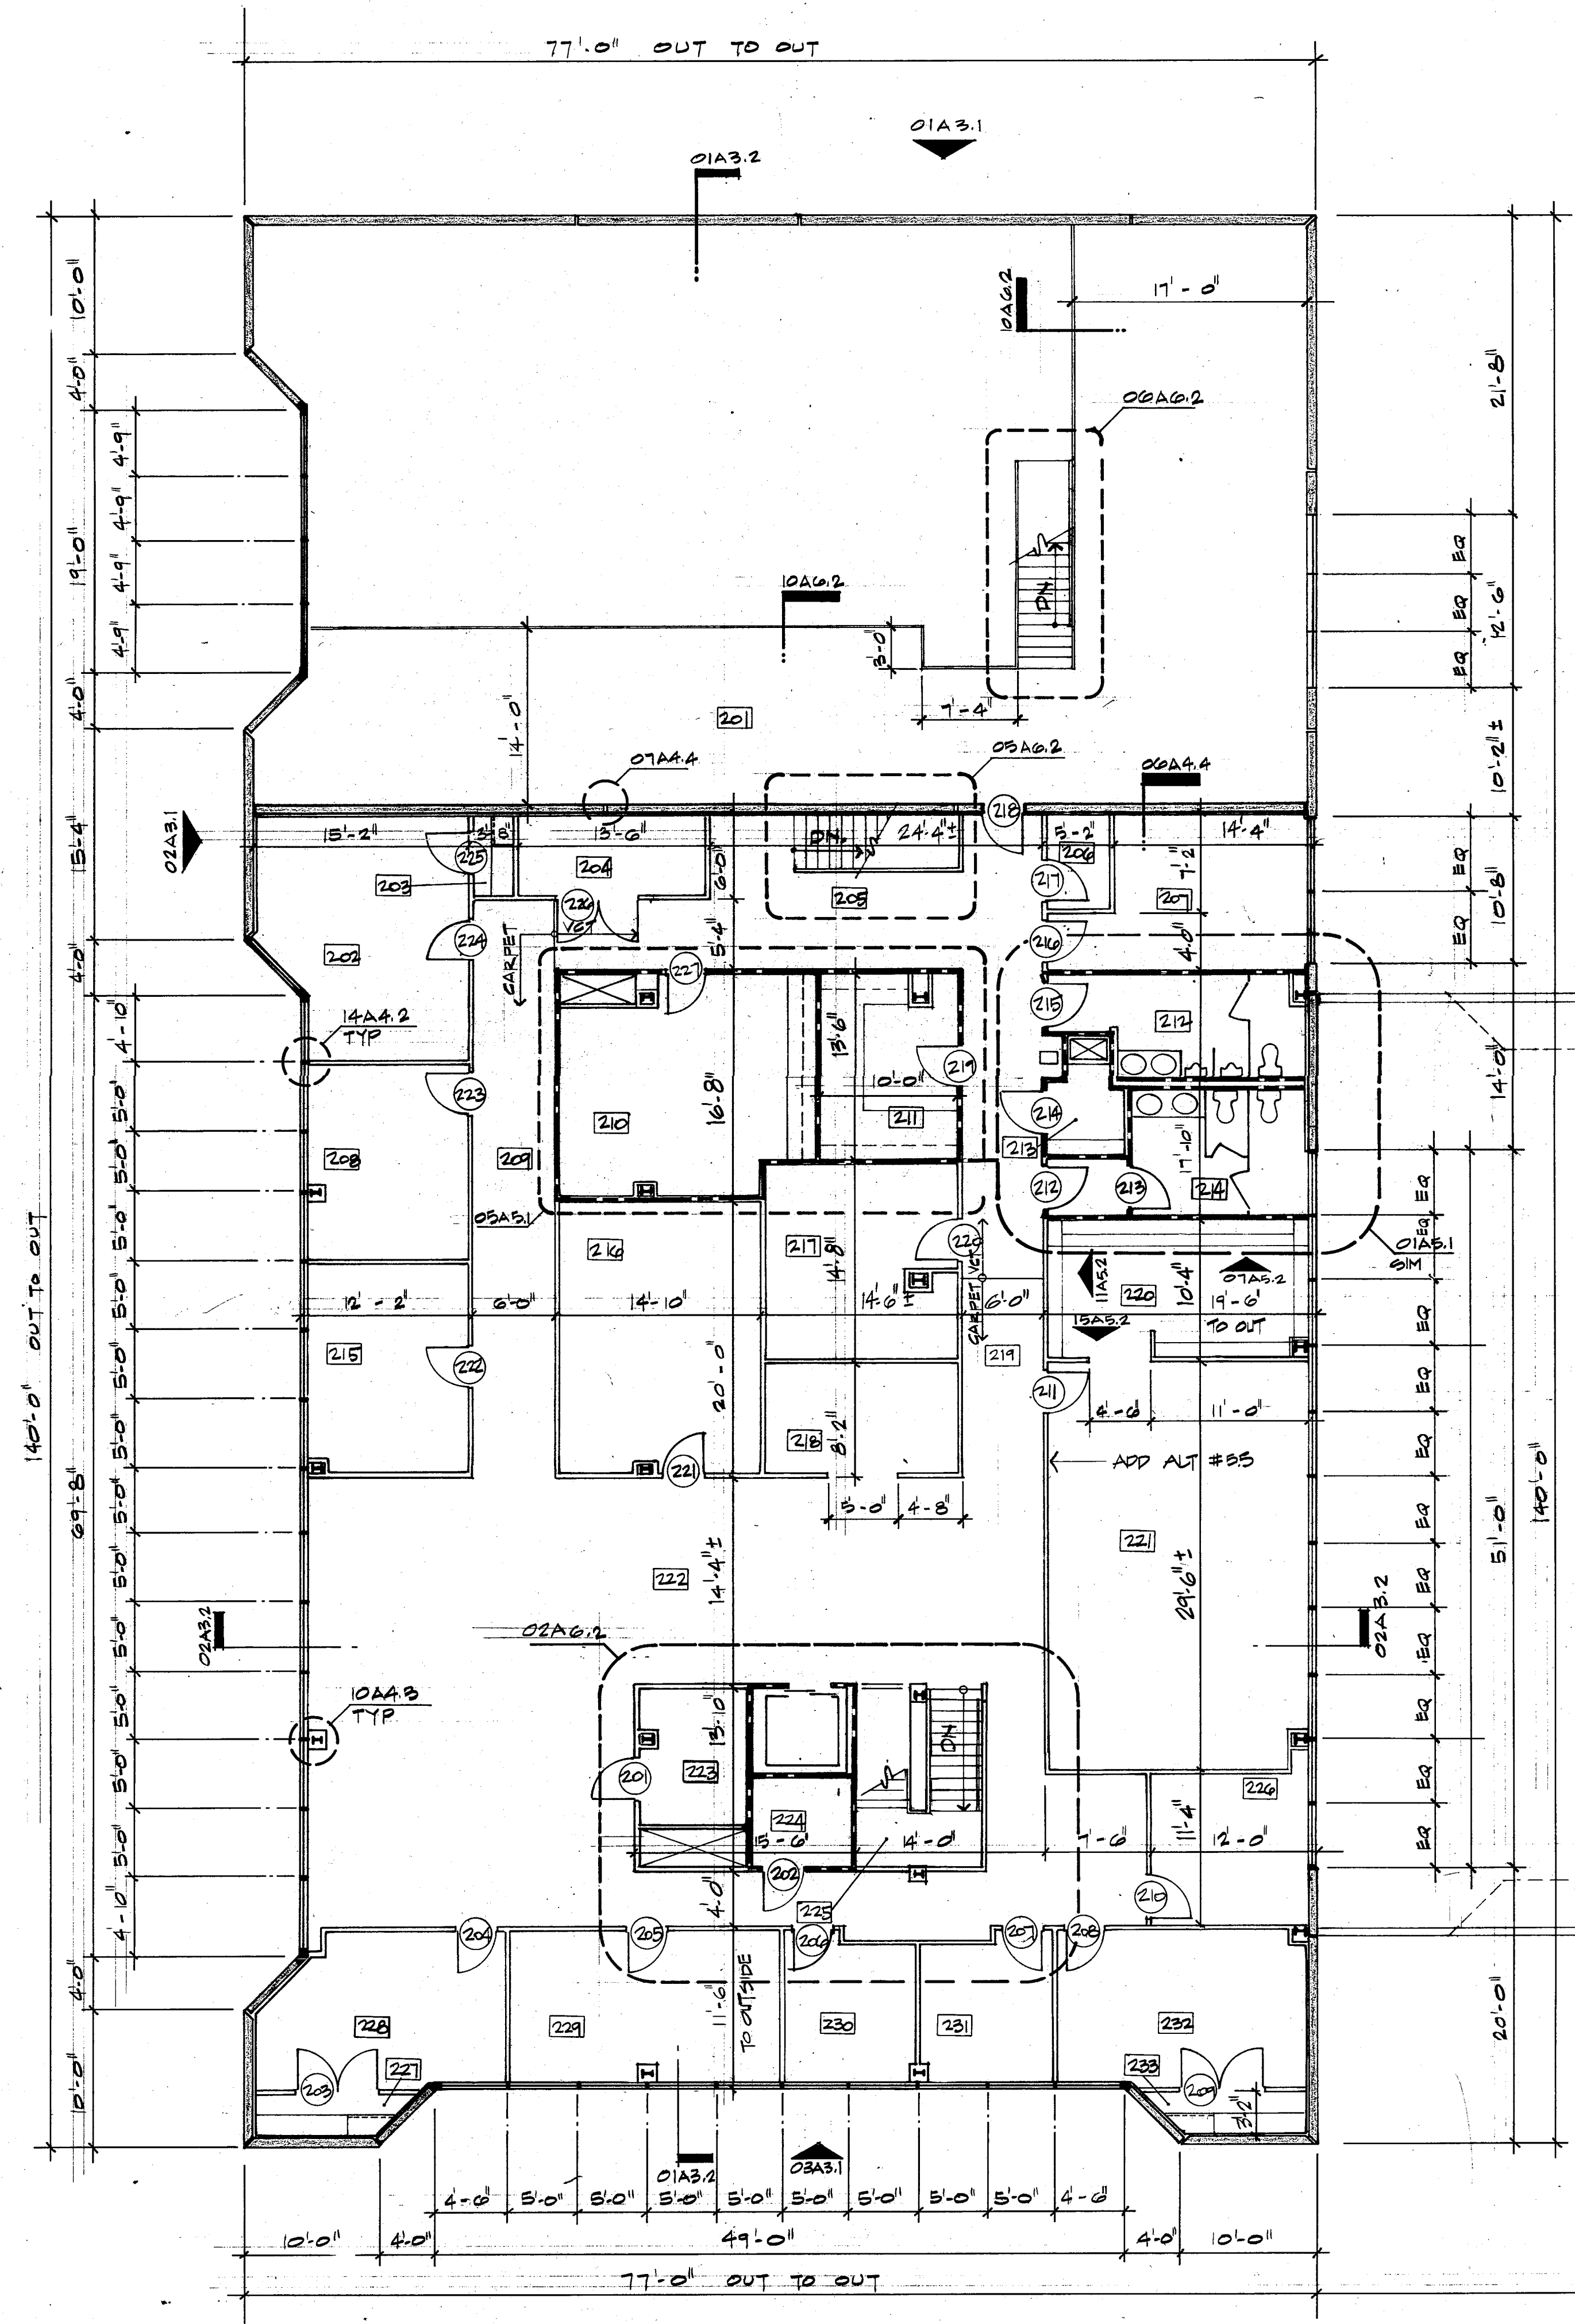 77'-0" OUT TO OUT
01A3.1
01A3.2
10A6.2
17'-0"
10'-0"
4'-0"
21'-8"
06A6.2
4'-9"
4'-9"
4'-9"
4'-9"
19'-0"
EQ
EQ
EQ
12'-6"
DN
10A6.2
3'-0"
4'-0"
7'-4"
201
14'-0"
10'-2"±
07A4.4
05A6.2
06A4.4
02A3.1
15'-4"
15'-2"
3'-8"
13'-6"
DN.
24'-4"±
218
5'-2"
14'-4"
225
203
204
6'-0"
206
7'-2"
217
207
205
226
VCT
EQ
EQ
10'-8"
224
202
CARPET
5'-4"
216
4'-0"
4'-0"
227
215
212
14A4.2
TYP
4'-10"
13'-6"
219
10'-0"
223
16'-8"
210
211
214
213
14'-0"
208
209
17'-10"
212
213
214
05A5.1
216
217
220
14'-8"
CARPET VCT
01A5.1
SIM
11A5.2
07A5.2
10'-4"
220
12'-2"
6'-0"
14'-10"
14'-6"±
6'-0"
19'-6"
TO OUT
15A5.2
215
222
219
20'-0"
211
4'-6"
11'-0"
140'-0" OUT TO OUT
218
8'-2"
221
ADD ALT #35
5'-0"
4'-8"
5'-0"
5'-0"
5'-0"
5'-0"
5'-0"
5'-0"
5'-0"
5'-0"
5'-0"
5'-0"
5'-0"
5'-0"
4'-10"
69'-8"
221
222
14'-4"±
29'-6"±
EQ
EQ
EQ
EQ
EQ
EQ
EQ
EQ
EQ
EQ
EQ
51'-0"
140'-0"
02A3.2
02A6.2
02A3.2
10A4.3
TYP
13'-10"
DN
201
223
226
224
15'-6"
14'-0"
7'-6"
11'-4"
12'-0"
202
4'-0"
225
210
204
205
206
207
208
4'-0"
11'-6"
TO OUTSIDE
228
229
230
231
232
20'-0"
227
203
233
209
3'-2"
10'-0"
01A3.2
03A3.1
4'-6"
5'-0"
5'-0"
5'-0"
5'-0"
5'-0"
5'-0"
5'-0"
5'-0"
4'-6"
10'-0"
4'-0"
49'-0"
4'-0"
10'-0"
77'-0" OUT TO OUT